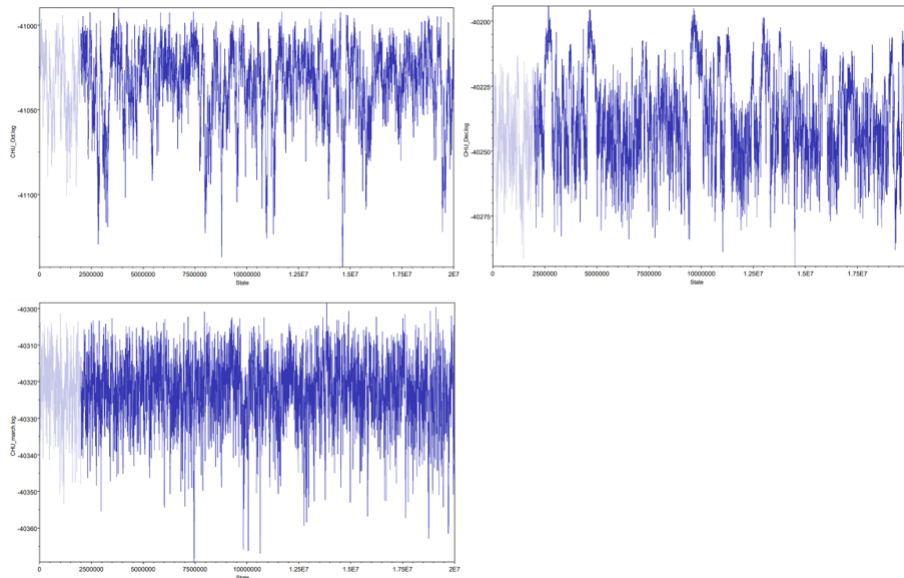 -41000
-41050
-41100
CHU_Oct.log
0 2500000 5000000 7500000 10000000 1.25E7 1.5E7 1.75E7 2E7
State
-40200
-40225
-40250
-40275
CHU_Dec.log
0 2500000 5000000 7500000 10000000 1.25E7 1.5E7 1.75E7
State
-40300
-40310
-40320
-40330
-40340
-40350
-40360
CHU_march.log
0 2500000 5000000 7500000 10000000 1.25E7 1.5E7 1.75E7 2E7
State